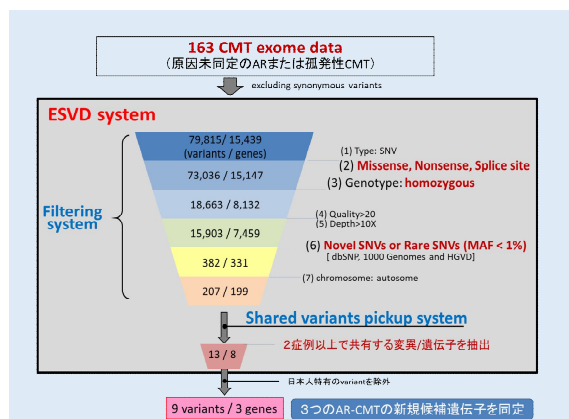 163 CMT exome data
(原因未同定のARまたは孤発性CMT)
excluding synonymous variants
ESVD system
79,815/ 15,439
(variants / genes)
(1) Type: SNV
(2) Missense, Nonsense, Splice site
73,036 / 15,147
(3) Genotype: homozygous
18,663 / 8,132
Filtering
system
(4) Quality>20
(5) Depth>10X
15,903 / 7,459
(6) Novel SNVs or Rare SNVs (MAF < 1%)
[ dbSNP, 1000 Genomes and HGVD]
382 / 331
(7) chromosome: autosome
207 / 199
Shared variants pickup system
13 / 8
2症例以上で共有する変異/遺伝子を抽出
日本人特有のvariantを除外
9 variants / 3 genes
3つのAR-CMTの新規候補遺伝子を同定